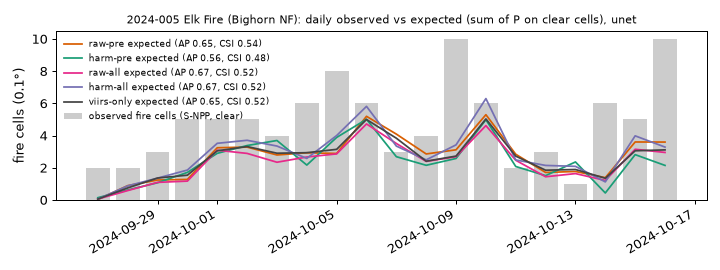 2024-005 Elk Fire (Bighorn NF): daily observed vs expected (sum of P on clear cells), unet
fire cells (0.1°)
10
8
6
4
2
0
raw-pre expected (AP 0.65, CSI 0.54)
harm-pre expected (AP 0.56, CSI 0.48)
raw-all expected (AP 0.67, CSI 0.52)
harm-all expected (AP 0.67, CSI 0.52)
viirs-only expected (AP 0.65, CSI 0.52)
observed fire cells (S-NPP, clear)
2024-09-29
2024-10-01
2024-10-05
2024-10-09
2024-10-13
2024-10-17